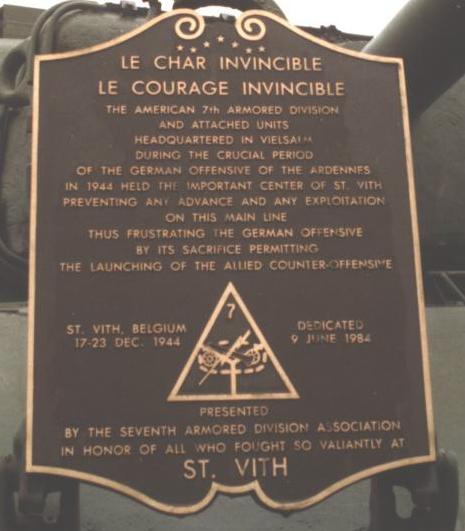 LE CHAR INVINCIBLE
LE COURAGE INVINCIBLE
THE AMERICAN 7th ARMORED DIVISION
AND ATTACHED UNITS
HEADQUARTERED IN VIELSALM
DURING THE CRUCIAL PERIOD
OF THE GERMAN OFFENSIVE OF THE ARDENNES
IN 1944 HELD THE IMPORTANT CENTER OF ST. VITH
PREVENTING ANY ADVANCE AND ANY EXPLOITATION
ON THIS MAIN LINE
THUS FRUSTRATING THE GERMAN OFFENSIVE
BY ITS SACRIFICE PERMITTING
THE LAUNCHING OF THE ALLIED COUNTER-OFFENSIVE
7
ST. VITH, BELGIUM
17-23 DEC. 1944
DEDICATED
9 JUNE 1984
PRESENTED
BY THE SEVENTH ARMORED DIVISION ASSOCIATION
IN HONOR OF ALL WHO FOUGHT SO VALIANTLY AT
ST. VITH